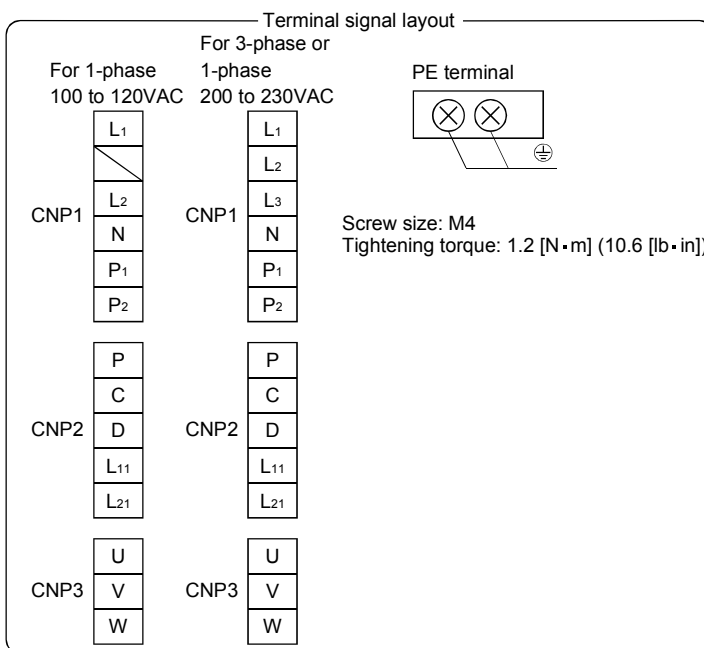 Terminal signal layout
For 1-phase
100 to 120VAC
For 3-phase or
1-phase
200 to 230VAC
PE terminal
CNP1
L1
L2
N
P1
P2
CNP1
L1
L2
L3
N
P1
P2
Screw size: M4
Tightening torque: 1.2 [N▪m] (10.6 [lb▪in])
CNP2
P
C
D
L11
L21
CNP2
P
C
D
L11
L21
CNP3
U
V
W
CNP3
U
V
W